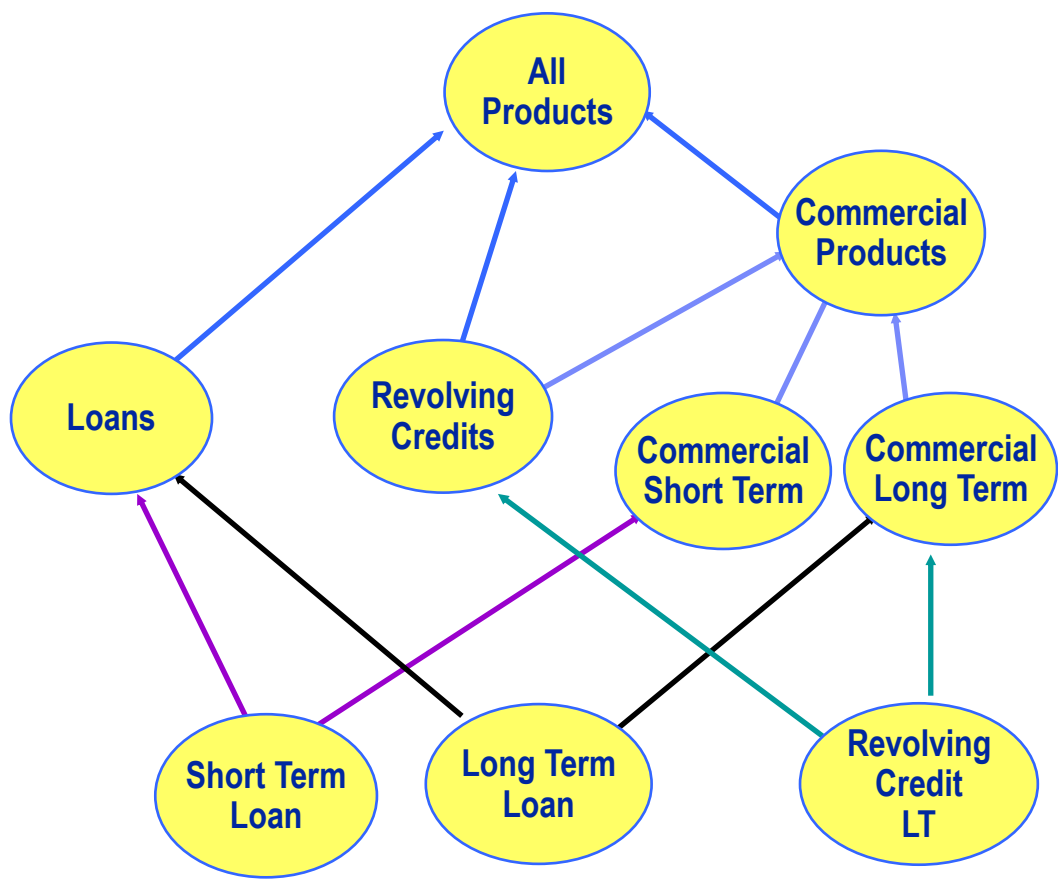 All
Products
Commercial
Products
Loans
Revolving
Credits
Commercial
Short Term
Commercial
Long Term
Short Term
Loan
Long Term
Loan
Revolving
Credit
LT